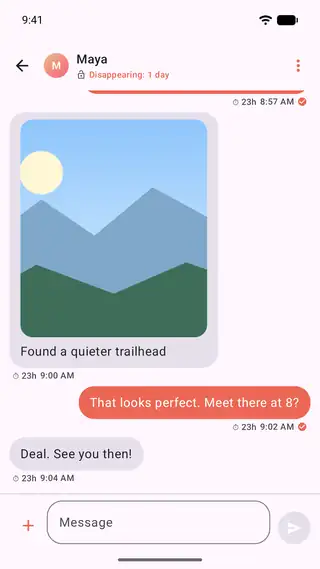 9:41
Maya
M
Disappearing: 1 day
23h 8:57 AM
Found a quieter trailhead
23h 9:00 AM
That looks perfect. Meet there at 8?
23h 9:02 AM
Deal. See you then!
23h 9:04 AM
+ Message